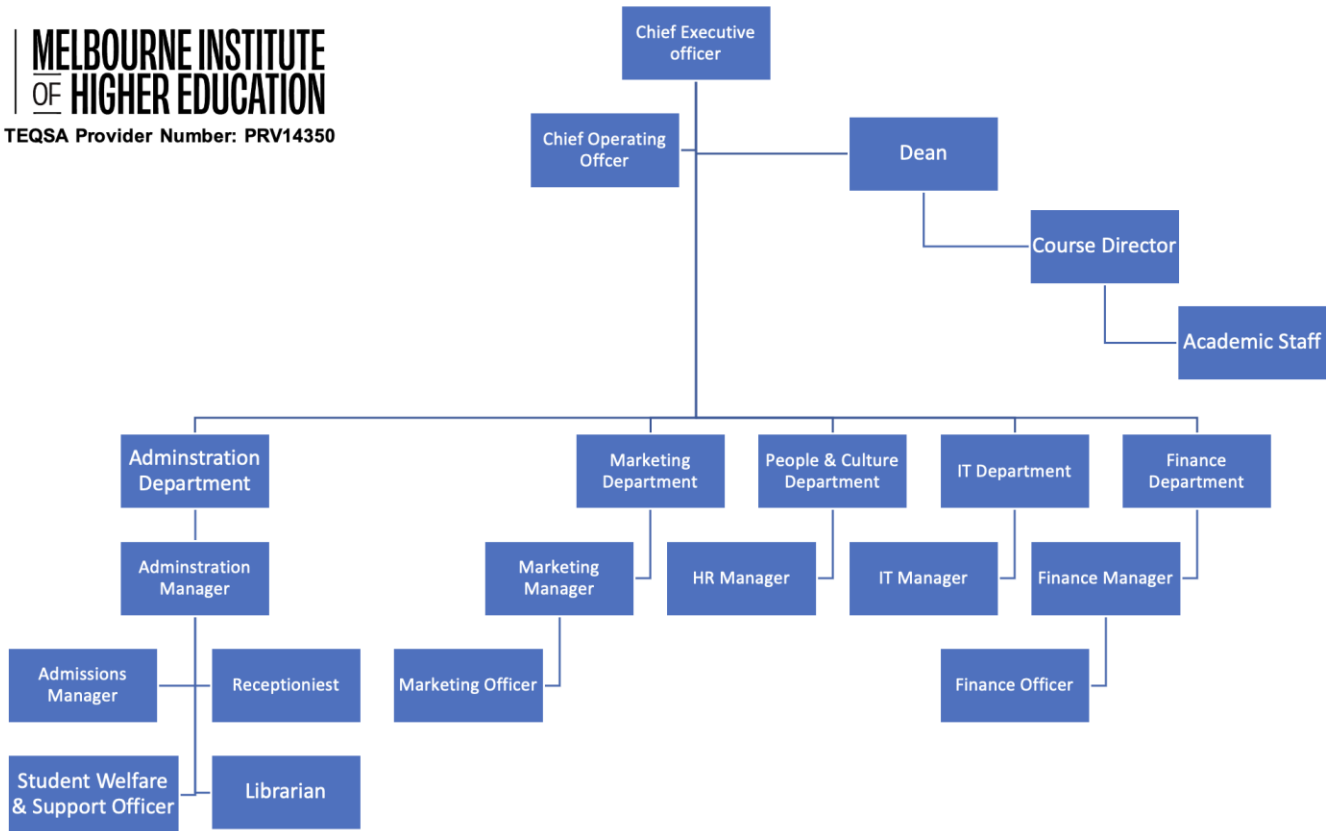 MELBOURNE INSTITUTE
OF HIGHER EDUCATION
TEQSA Provider Number: PRV14350
Chief Executive
officer
Chief Operating
Offcer
Dean
Course Director
Academic Staff
Adminstration
Department
Marketing
Department
People & Culture
Department
IT Department
Finance
Department
Adminstration
Manager
Marketing
Manager
HR Manager
IT Manager
Finance Manager
Admissions
Manager
Receptioniest
Marketing Officer
Finance Officer
Student Welfare
& Support Officer
Librarian